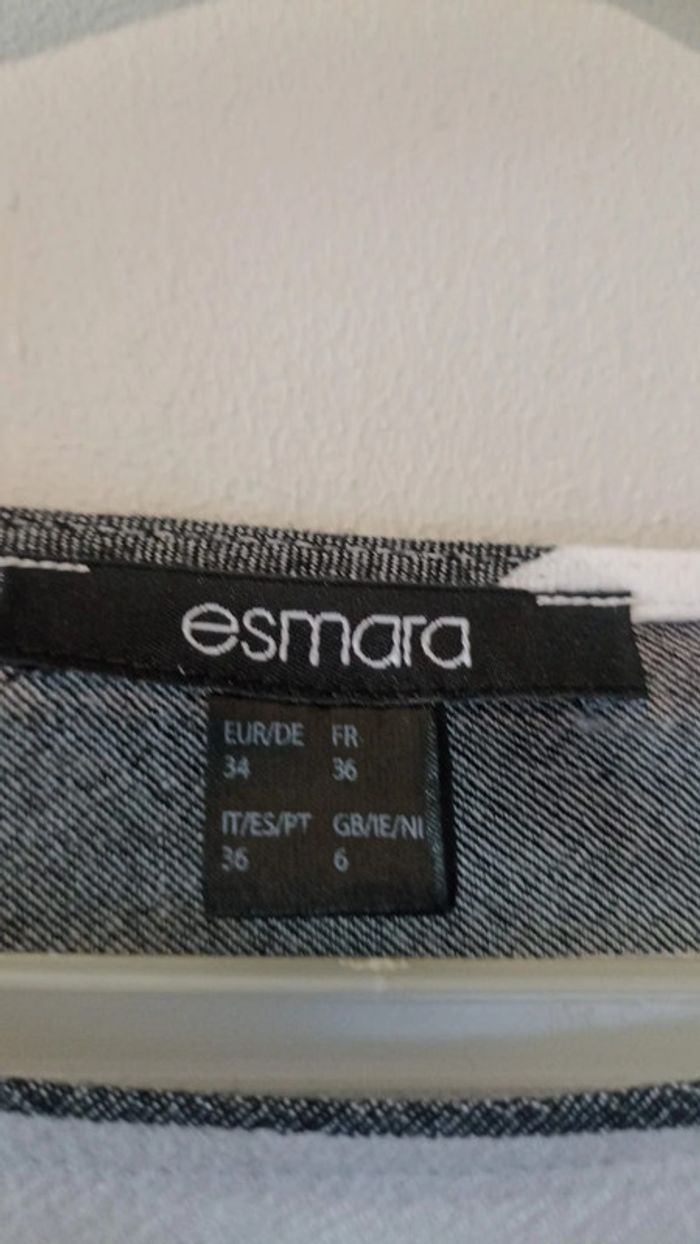 esmara
EUR/DE FR
34 36
IT/ES/PT GB/IE/NI
36 6